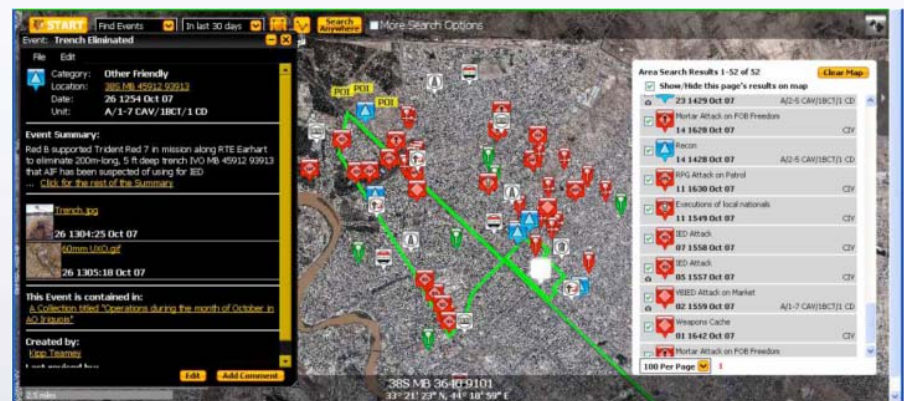 START
Find Events
In last 30 days
Search Anywhere
More Search Options
Event: Trench Eliminated
File Edit
Category: Other Friendly
Location: 38S MB 45912 93913
Date: 26 1254 Oct 07
Unit: A/1-7 CAV/1BCT/1 CD
Event Summary:
Red B supported Trident Red 7 in mission along RTE Earhart
to eliminate 200m-long, 5 ft deep trench IVO MB 45912 93913
that AIF has been suspected of using for IED
... Click for the rest of the Summary
Trench.jpg
26 1304:25 Oct 07
60mm UXO.gif
26 1305:18 Oct 07
This Event is contained in:
A Collection titled "Operations during the month of October in
AO Iriquois"
Created by:
Kipp Teamey
Edit
Add Comment
2.5 miles
POI
POI
POI
38S MB 3640 9101
33° 21' 23" N, 44° 18' 59" E
Area Search Results 1-52 of 52
Clear Map
Show/Hide this page's results on map
23 1429 Oct 07 A/2-5 CAV/1BCT/1 CD
Mortar Attack on FOB Freedom
14 1628 Oct 07 CIV
Recon
14 1428 Oct 07 A/2-5 CAV/1BCT/1 CD
RPG Attack on Patrol
11 1630 Oct 07 CIV
Executions of local nationals
11 1549 Oct 07 CIV
IED Attack
07 1558 Oct 07 CIV
IED Attack
05 1557 Oct 07 CIV
VBIED Attack on Market
02 1559 Oct 07 A/1-7 CAV/1BCT/1 CD
Weapons Cache
01 1642 Oct 07 CIV
Mortar Attack on FOB Freedom
100 Per Page 1